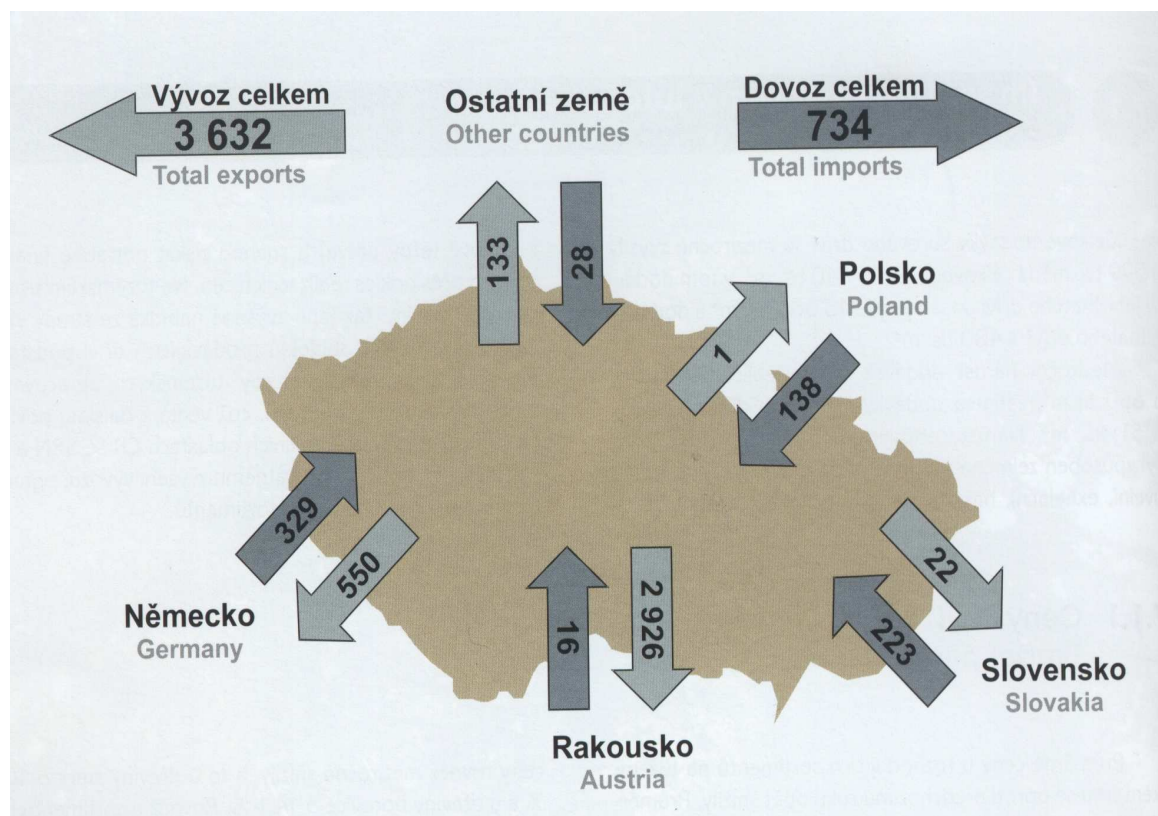 Vývoz celkem
3 632
Total exports
Ostatní země
Other countries
Dovoz celkem
734
Total imports
133
28
Polsko
Poland
1
138
329
550
Německo
Germany
16
2 926
Rakousko
Austria
22
223
Slovensko
Slovakia